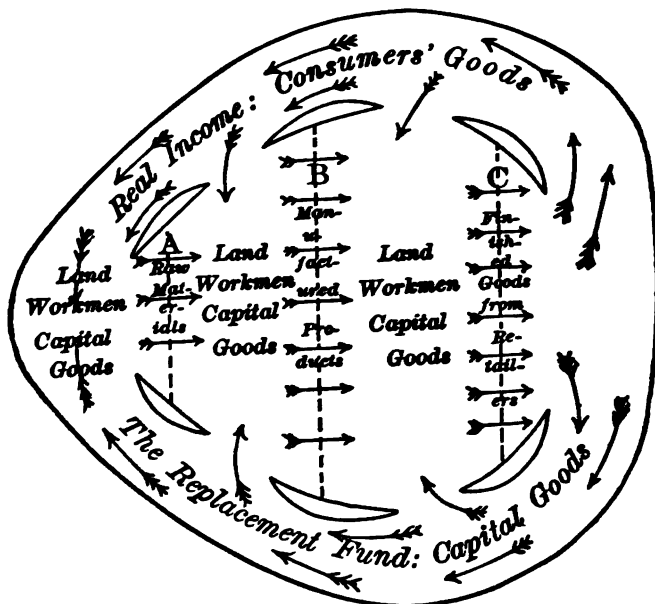 Real Income: Consumers' Goods
A
Raw
Mat-
er-
ials
B
Man-
u-
fact-
ured
Pro-
ducts
C
Fin-
ish-
ed
Goods
from
Re-
tail-
ers
Land
Workmen
Capital
Goods
Land
Workmen
Capital
Goods
Land
Workmen
Capital
Goods
The Replacement Fund: Capital Goods